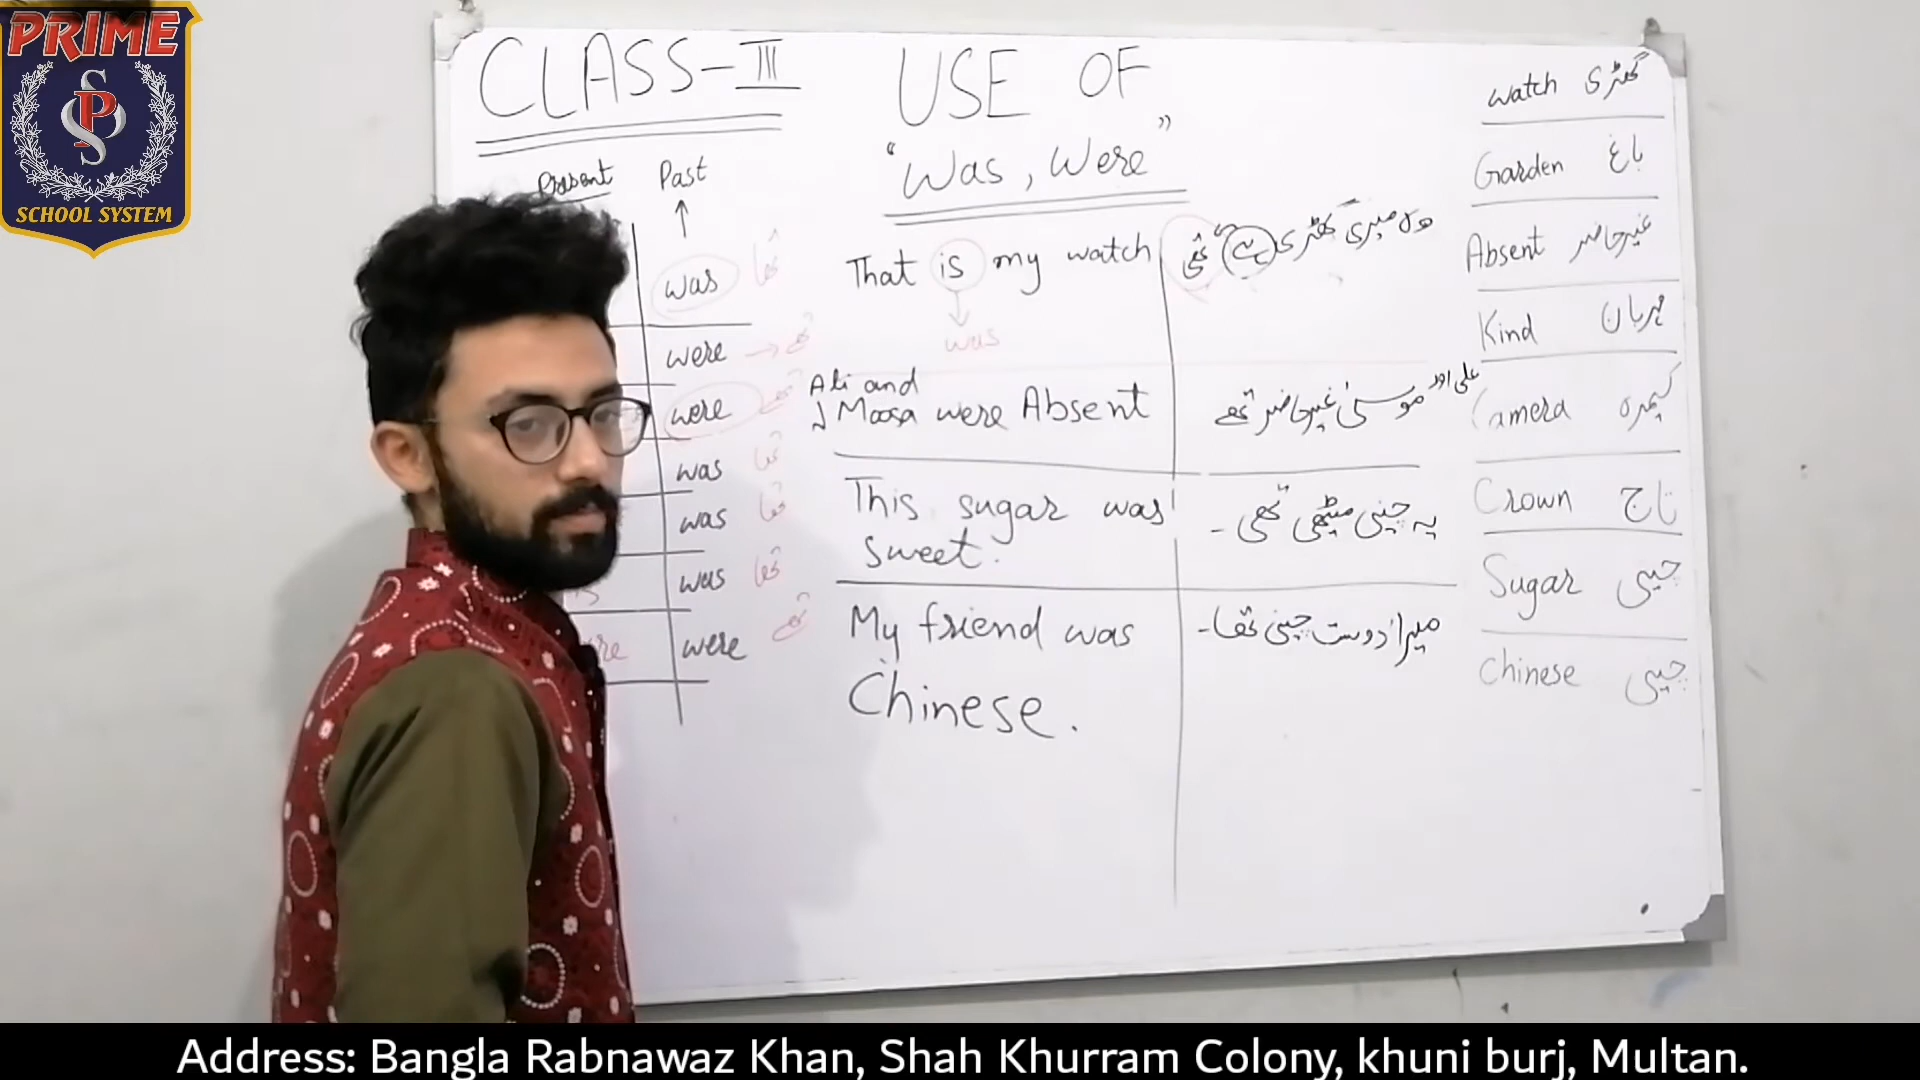 PRIME
SPS
SCHOOL SYSTEM
CLASS-III
USE OF
"Was, Were"
Present
Past
was تھا
were → تھے
were تھے
was تھا
was تھا
was تھا
were تھے
That is my watch
was
وہ میری گھڑی ہے تھی
Ali and
Moosa were Absent
علی اور
موسیٰ غیر حاضر تھے
This sugar was
sweet.
یہ چینی میٹھی تھی ۔
My friend was
Chinese.
میرا دوست چینی تھا۔
watch گھڑی
Garden باغ
Absent غیر حاضر
Kind مہربان
Camera کیمرہ
Crown تاج
Sugar چینی
Chinese چینی
Address: Bangla Rabnawaz Khan, Shah Khurram Colony, khuni burj, Multan.